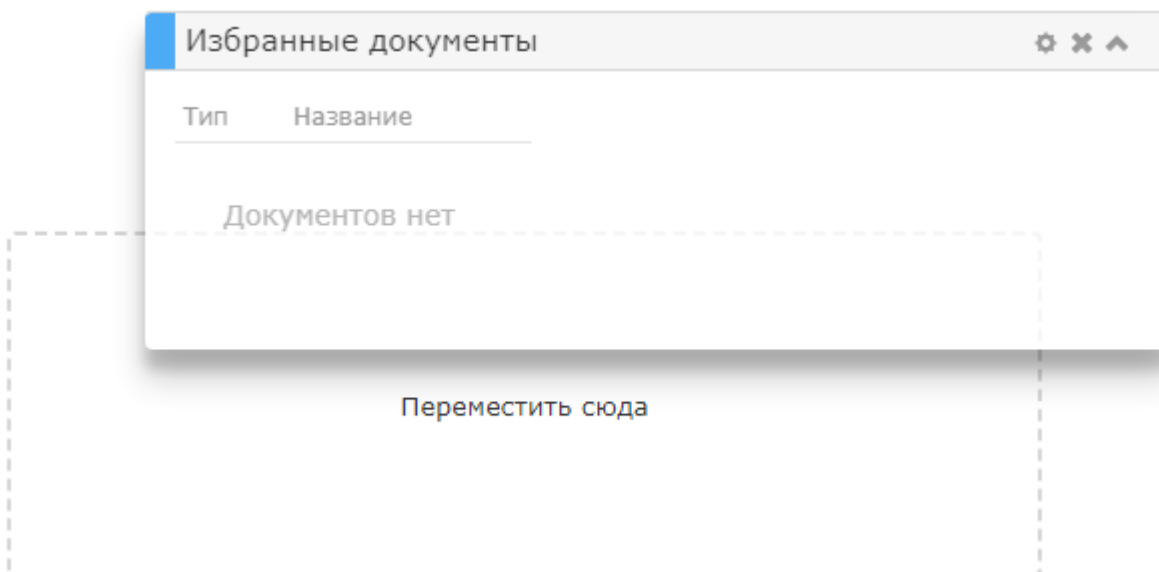 Избранные документы
Тип Название
Документов нет
Переместить сюда